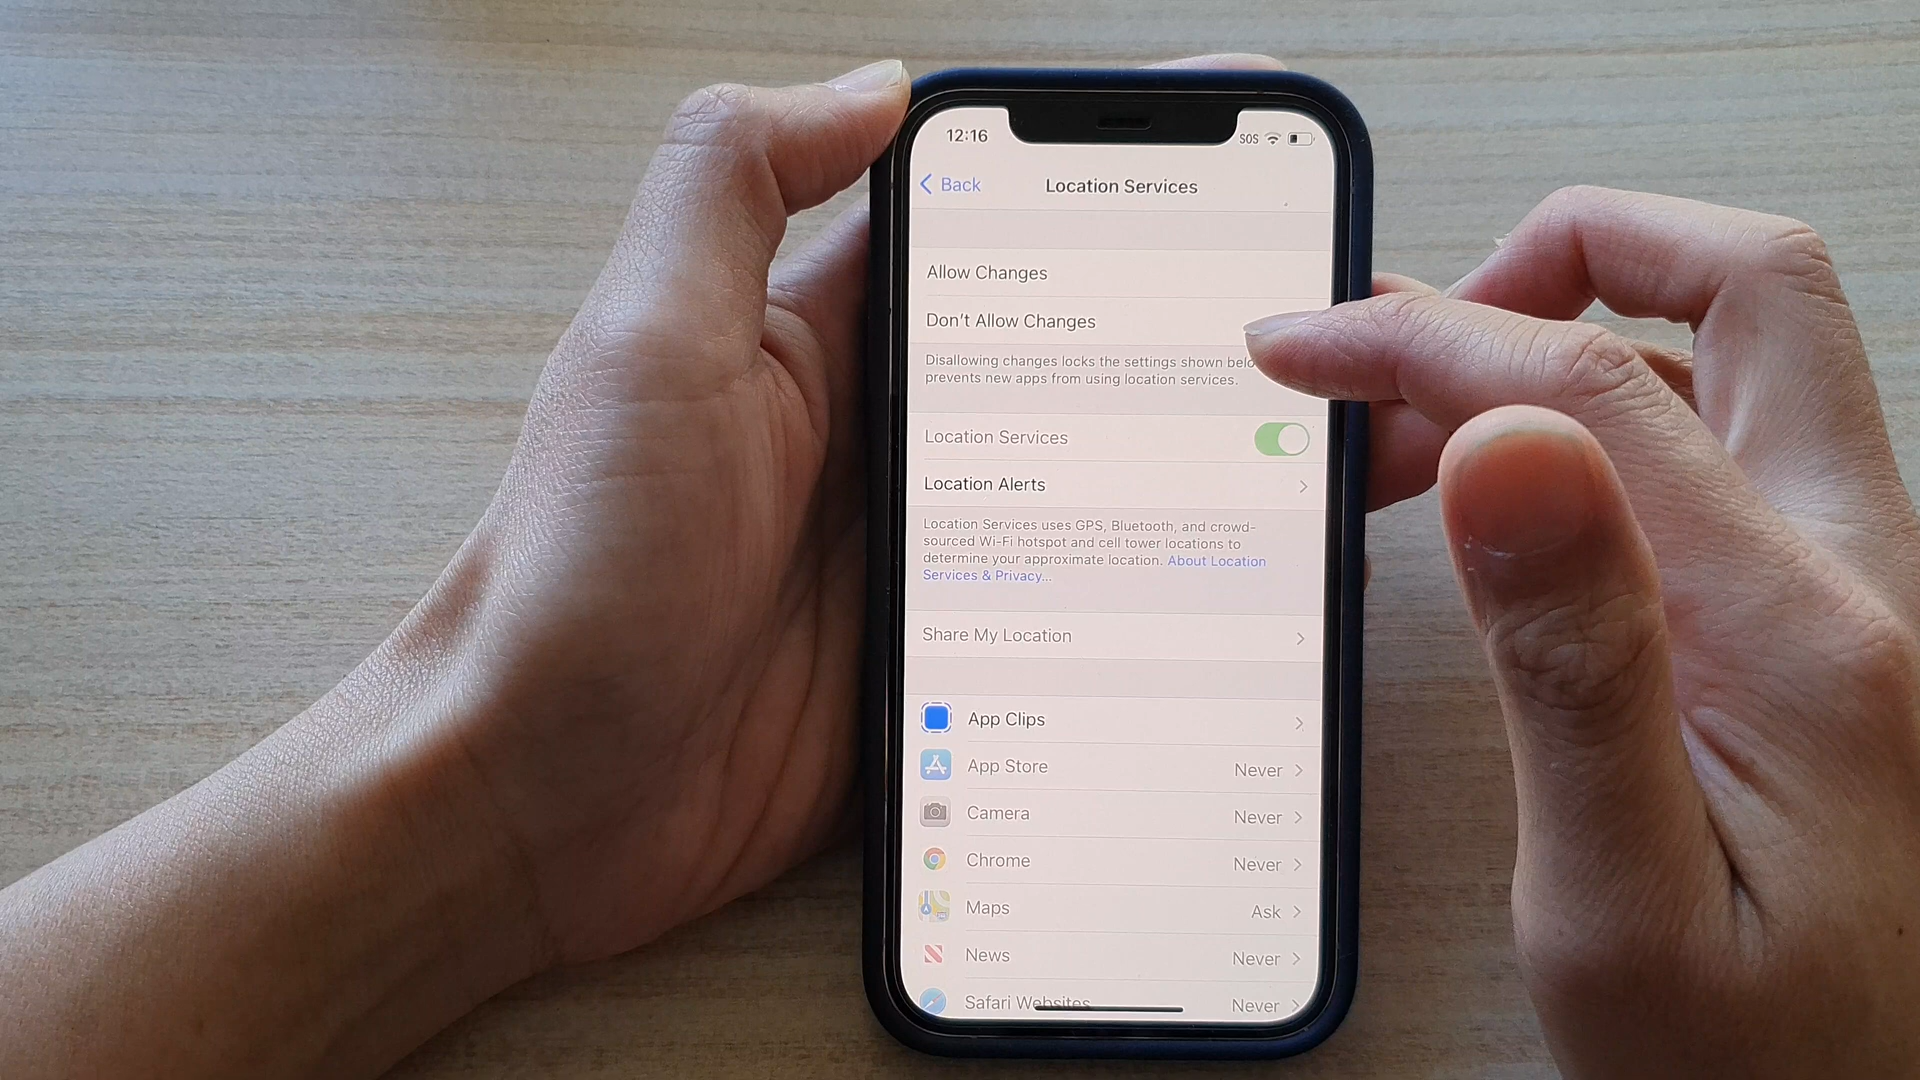 12:16
SOS
Back
Location Services
Allow Changes
Don't Allow Changes
Disallowing changes locks the settings shown
prevents new apps from using location services.
Location Services
Location Alerts
Location Services uses GPS, Bluetooth, and crowd-
sourced Wi-Fi hotspot and cell tower locations to
determine your approximate location. About Location
Services & Privacy...
Share My Location
App Clips
App Store Never
Camera Never
Chrome Never
Maps Ask
News Never
Safari Websites Never